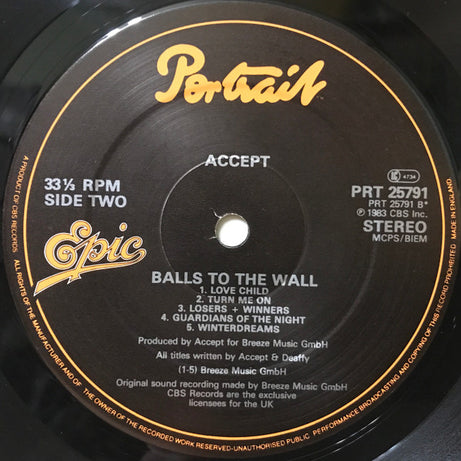 Portrait
ACCEPT
33⅓ RPM
SIDE TWO
4734
PRT 25791
PRT 25791 B*
℗ 1983 CBS Inc.
STEREO
MCPS/BIEM
Epic
BALLS TO THE WALL
1. LOVE CHILD
2. TURN ME ON
3. LOSERS + WINNERS
4. GUARDIANS OF THE NIGHT
5. WINTERDREAMS
Produced by Accept for Breeze Music GmbH
All titles written by Accept & Deaffy
(1-5) Breeze Music GmbH
Original sound recording made by Breeze Music GmbH
CBS Records are the exclusive
licensees for the UK
A PRODUCT OF CBS RECORDS. ALL RIGHTS OF THE MANUFACTURER AND OF THE OWNER OF THE RECORDED WORK RESERVED-UNAUTHORISED PUBLIC PERFORMANCE BROADCASTING AND COPYING OF THIS RECORD PROHIBITED. MADE IN ENGLAND.